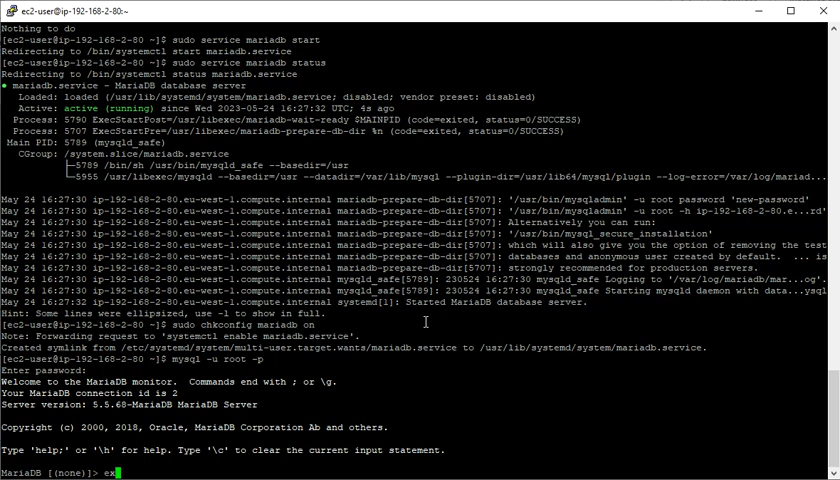 ec2-user@ip-192-168-2-80:~
Nothing to do
[ec2-user@ip-192-168-2-80 ~]$ sudo service mariadb start
Redirecting to /bin/systemctl start mariadb.service
[ec2-user@ip-192-168-2-80 ~]$ sudo service mariadb status
Redirecting to /bin/systemctl status mariadb.service
● mariadb.service - MariaDB database server
Loaded: loaded (/usr/lib/systemd/system/mariadb.service; disabled; vendor preset: disabled)
Active: active (running) since Wed 2023-05-24 16:27:32 UTC; 4s ago
Process: 5790 ExecStartPost=/usr/libexec/mariadb-wait-ready $MAINPID (code=exited, status=0/SUCCESS)
Process: 5707 ExecStartPre=/usr/libexec/mariadb-prepare-db-dir %n (code=exited, status=0/SUCCESS)
Main PID: 5789 (mysqld_safe)
CGroup: /system.slice/mariadb.service
├─5789 /bin/sh /usr/bin/mysqld_safe --basedir=/usr
└─5955 /usr/libexec/mysqld --basedir=/usr --datadir=/var/lib/mysql --plugin-dir=/usr/lib64/mysql/plugin --log-error=/var/log/mariad...
May 24 16:27:30 ip-192-168-2-80.eu-west-1.compute.internal mariadb-prepare-db-dir[5707]: '/usr/bin/mysqladmin' -u root password 'new-password'
May 24 16:27:30 ip-192-168-2-80.eu-west-1.compute.internal mariadb-prepare-db-dir[5707]: '/usr/bin/mysqladmin' -u root -h ip-192-168-2-80.e...rd'
May 24 16:27:30 ip-192-168-2-80.eu-west-1.compute.internal mariadb-prepare-db-dir[5707]: Alternatively you can run:
May 24 16:27:30 ip-192-168-2-80.eu-west-1.compute.internal mariadb-prepare-db-dir[5707]: '/usr/bin/mysql_secure_installation'
May 24 16:27:30 ip-192-168-2-80.eu-west-1.compute.internal mariadb-prepare-db-dir[5707]: which will also give you the option of removing the test
May 24 16:27:30 ip-192-168-2-80.eu-west-1.compute.internal mariadb-prepare-db-dir[5707]: databases and anonymous user created by default. ... is
May 24 16:27:30 ip-192-168-2-80.eu-west-1.compute.internal mariadb-prepare-db-dir[5707]: strongly recommended for production servers.
May 24 16:27:30 ip-192-168-2-80.eu-west-1.compute.internal mysqld_safe[5789]: 230524 16:27:30 mysqld_safe Logging to '/var/log/mariadb/mar...og'.
May 24 16:27:30 ip-192-168-2-80.eu-west-1.compute.internal mysqld_safe[5789]: 230524 16:27:30 mysqld_safe Starting mysqld daemon with data...ysql
May 24 16:27:32 ip-192-168-2-80.eu-west-1.compute.internal systemd[1]: Started MariaDB database server.
Hint: Some lines were ellipsized, use -l to show in full.
[ec2-user@ip-192-168-2-80 ~]$ sudo chkconfig mariadb on
Note: Forwarding request to 'systemctl enable mariadb.service'.
Created symlink from /etc/systemd/system/multi-user.target.wants/mariadb.service to /usr/lib/systemd/system/mariadb.service.
[ec2-user@ip-192-168-2-80 ~]$ mysql -u root -p
Enter password:
Welcome to the MariaDB monitor.  Commands end with ; or \g.
Your MariaDB connection id is 2
Server version: 5.5.68-MariaDB MariaDB Server
Copyright (c) 2000, 2018, Oracle, MariaDB Corporation Ab and others.
Type 'help;' or '\h' for help. Type '\c' to clear the current input statement.
MariaDB [(none)]> ex